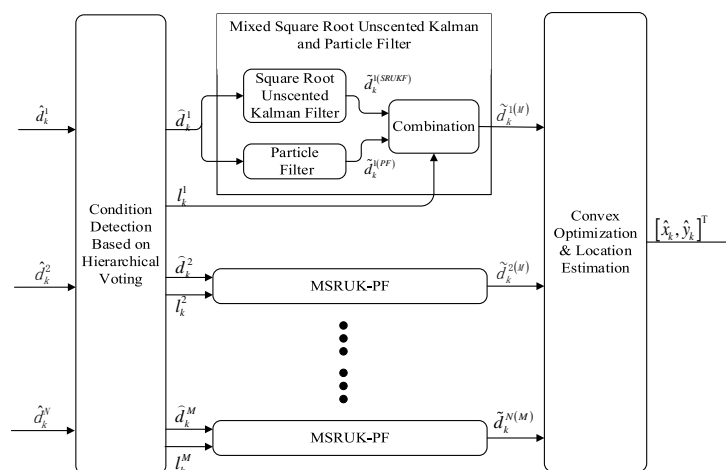 Mixed Square Root Unscented Kalman
and Particle Filter
Square Root
Unscented
Kalman Filter
Particle
Filter
Combination
Condition
Detection
Based on
Hierarchical
Voting
Convex
Optimization
& Location
Estimation
MSRUK-PF
MSRUK-PF
d̂ₖ¹
d̂ₖ²
d̂ₖᴺ
d̂ₖ¹
lₖ¹
d̂ₖ²
lₖ²
d̂ₖᴹ
lₖᴹ
d̃ₖ¹⁽ˢᴿᵁᴷᶠ⁾
d̃ₖ¹⁽ᴾᶠ⁾
d̃ₖ¹⁽ᴹ⁾
d̃ₖ²⁽ᴹ⁾
d̃ₖᴺ⁽ᴹ⁾
[x̂ₖ, ŷₖ]ᵀ